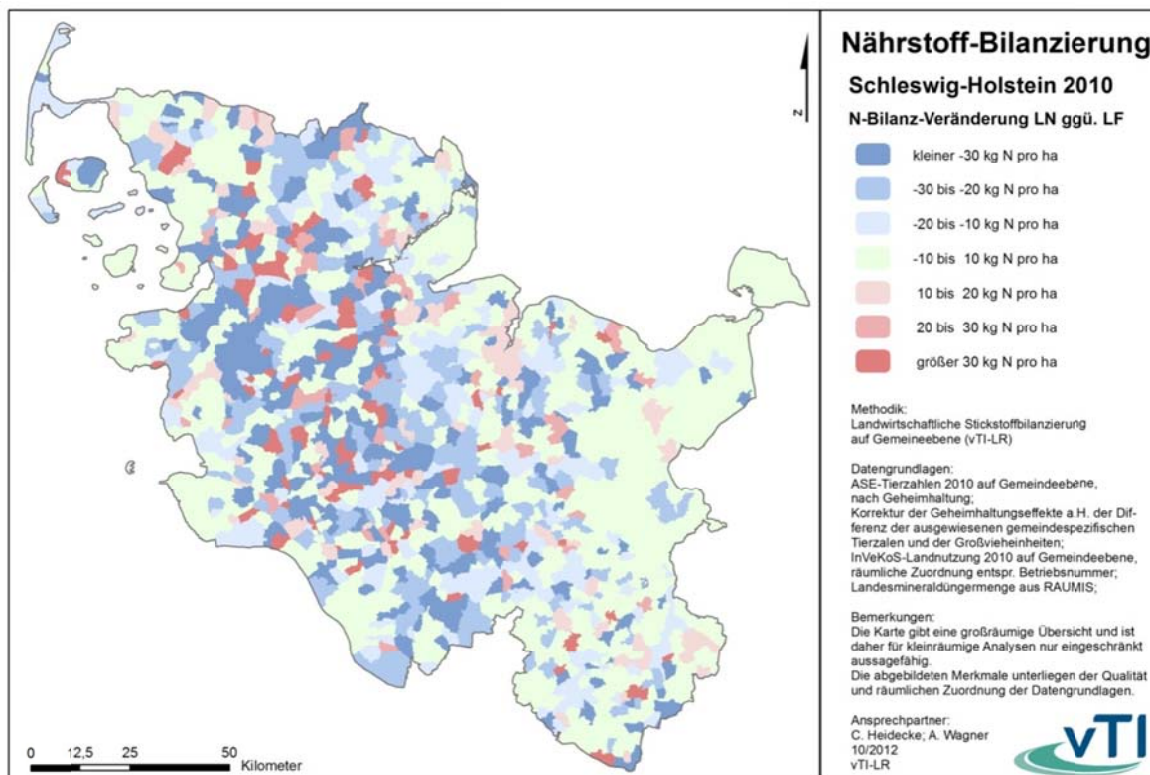 Nährstoff-Bilanzierung
Schleswig-Holstein 2010
N-Bilanz-Veränderung LN ggü. LF
kleiner -30 kg N pro ha
-30 bis -20 kg N pro ha
-20 bis -10 kg N pro ha
-10 bis 10 kg N pro ha
10 bis 20 kg N pro ha
20 bis 30 kg N pro ha
größer 30 kg N pro ha
Methodik:
Landwirtschaftliche Stickstoffbilanzierung
auf Gemeineebene (vTI-LR)
Datengrundlagen:
ASE-Tierzahlen 2010 auf Gemeindeebene,
nach Geheimhaltung;
Korrektur der Geheimhaltungseffekte a.H. der Dif-
ferenz der ausgewiesenen gemeindespezifischen
Tierzalen und der Großvieheinheiten;
InVeKoS-Landnutzung 2010 auf Gemeindeebene,
räumliche Zuordnung entspr. Betriebsnummer;
Landesmineraldüngermenge aus RAUMIS;
Bemerkungen:
Die Karte gibt eine großräumige Übersicht und ist
daher für kleinräumige Analysen nur eingeschränkt
aussagefähig.
Die abgebildeten Merkmale unterliegen der Qualität
und räumlichen Zuordnung der Datengrundlagen.
Ansprechpartner:
C. Heidecke; A. Wagner
10/2012
vTI-LR
vTI
N
0 12,5 25 50
Kilometer